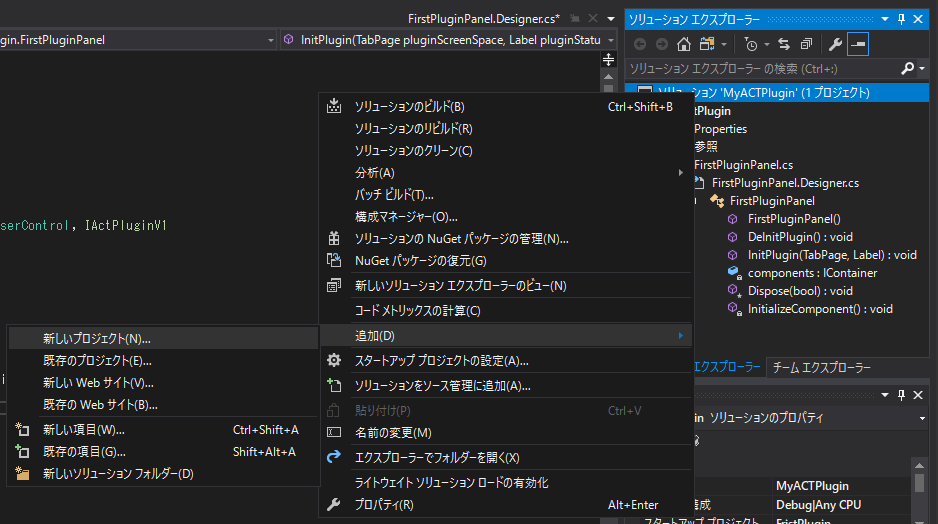 FirstPluginPanel.Designer.cs*
gin.FirstPluginPanel
InitPlugin(TabPage pluginScreenSpace, Label pluginStatu
serControl, IActPluginV1
ソリューション エクスプローラー
ソリューション エクスプローラー の検索 (Ctrl+:)
ソリューション 'MyACTPlugin' (1 プロジェクト)
tPlugin
Properties
参照
FirstPluginPanel.cs
FirstPluginPanel.Designer.cs
FirstPluginPanel
FirstPluginPanel()
DeInitPlugin() : void
InitPlugin(TabPage, Label) : void
components : IContainer
Dispose(bool) : void
InitializeComponent() : void
ソリューションのビルド(B) Ctrl+Shift+B
ソリューションのリビルド(R)
ソリューションのクリーン(C)
分析(A)
バッチ ビルド(T)...
構成マネージャー(O)...
ソリューションの NuGet パッケージの管理(N)...
NuGet パッケージの復元(G)
新しいソリューション エクスプローラーのビュー(N)
コード メトリックスの計算(C)
追加(D)
スタートアップ プロジェクトの設定(A)...
ソリューションをソース管理に追加(A)...
貼り付け(P) Ctrl+V
名前の変更(M)
エクスプローラーでフォルダーを開く(X)
ライトウェイト ソリューション ロードの有効化
プロパティ(R) Alt+Enter
新しいプロジェクト(N)...
既存のプロジェクト(E)...
新しい Web サイト(V)...
既存の Web サイト(B)...
新しい項目(W)... Ctrl+Shift+A
既存の項目(G)... Shift+Alt+A
新しいソリューション フォルダー(D)
エクスプローラー チーム エクスプローラー
in ソリューションのプロパティ
MyACTPlugin
構成 Debug|Any CPU
スタートアップ プロジェクト FristPlugin